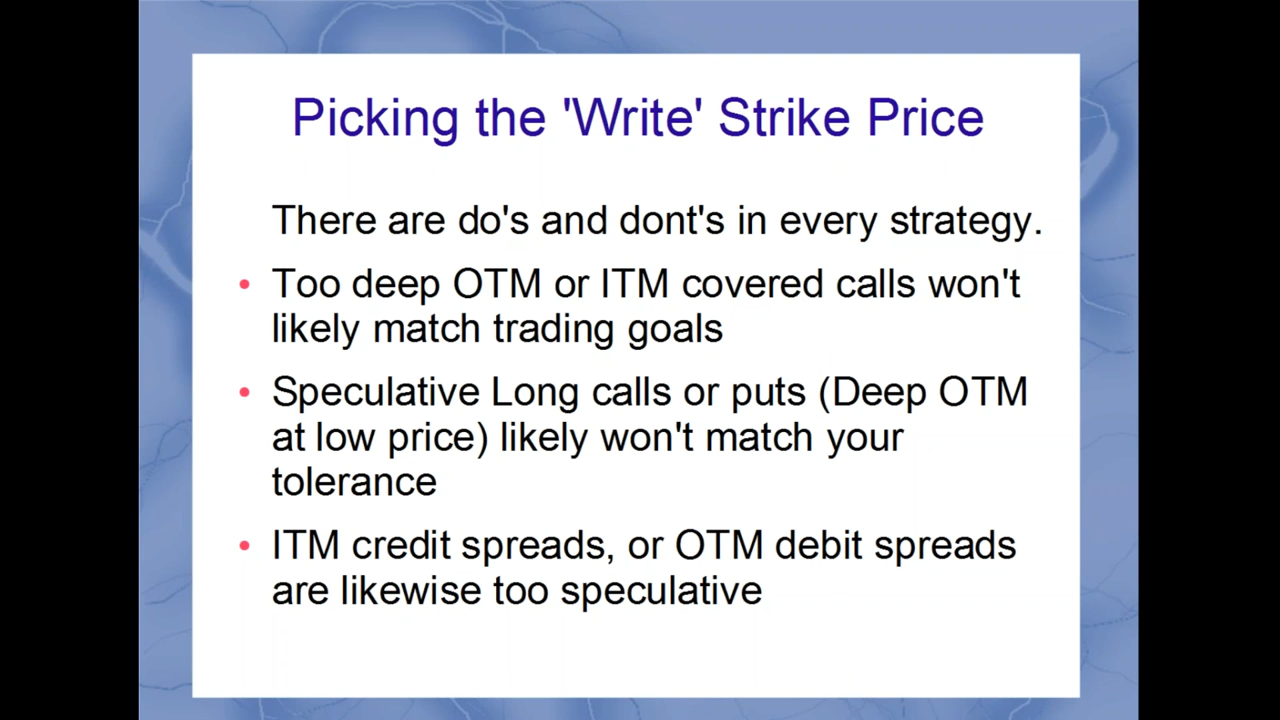 Picking the 'Write' Strike Price
There are do's and dont's in every strategy.
• Too deep OTM or ITM covered calls won't
likely match trading goals
• Speculative Long calls or puts (Deep OTM
at low price) likely won't match your
tolerance
• ITM credit spreads, or OTM debit spreads
are likewise too speculative